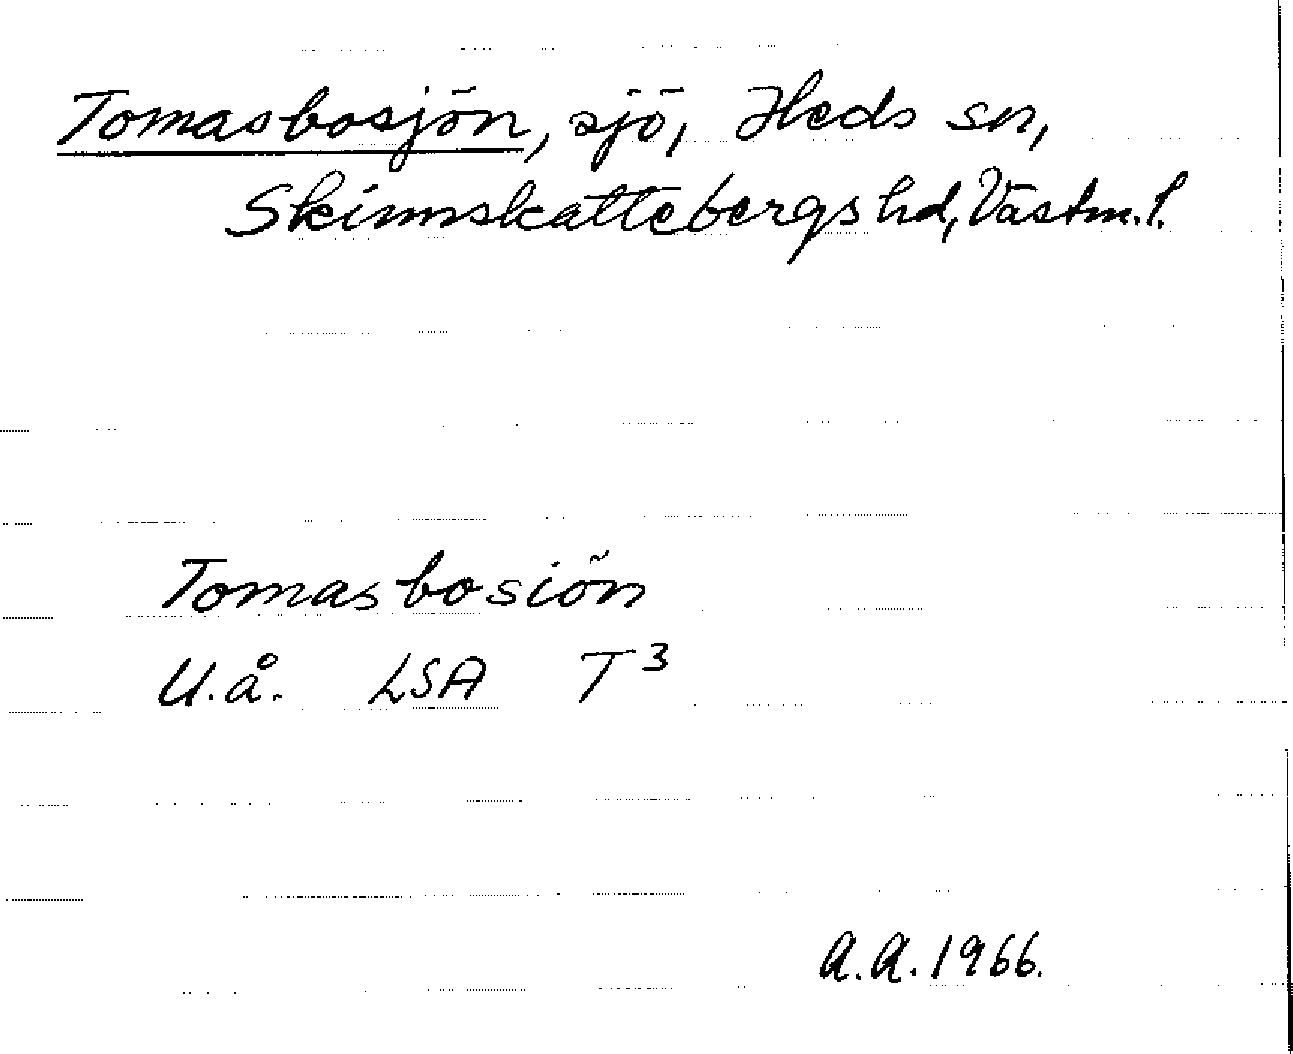 Tomasbosjön, sjö, Heds sn,
Skinnskattebergs hd, Västm. l.
Tomasbosiön
U.å. LSA T³
A.A. 1966.